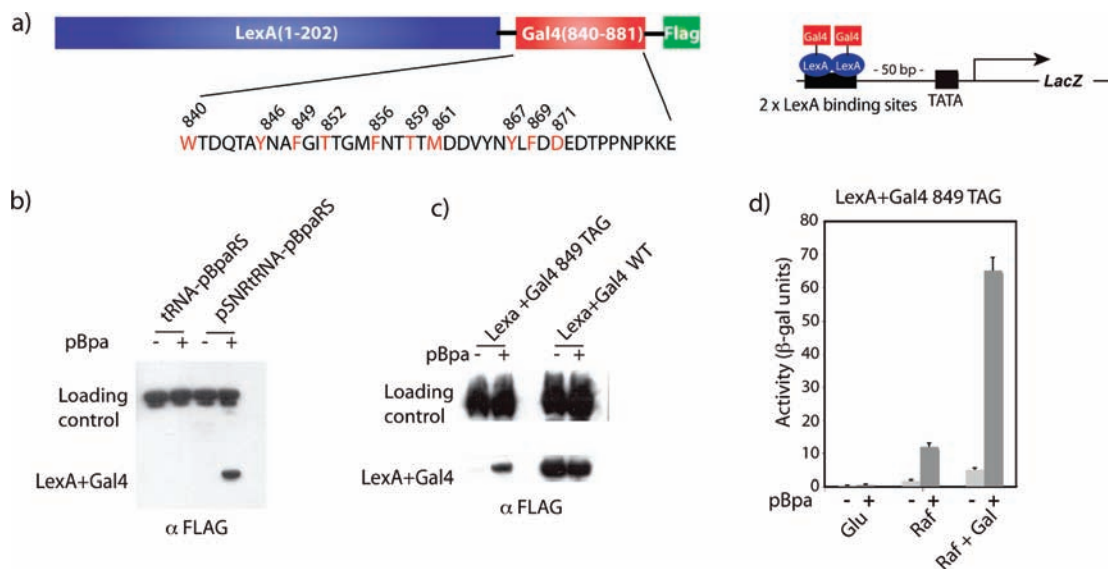 a)
LexA(1-202)
Gal4(840-881)
Flag
Gal4 Gal4
LexA LexA
- 50 bp -
LacZ
2 x LexA binding sites
TATA
840 846 849 852 856 859 861 867 869 871
WTDQTAYNAFGITTGMFNTTTMDDVYNYLFDDEDTPPNPKKE
b)
tRNA-pBpaRS
pSNRtRNA-pBpaRS
pBpa - + - +
Loading
control
LexA+Gal4
α FLAG
c)
Lexa +Gal4 849 TAG
Lexa+Gal4 WT
pBpa - + - +
Loading
control
LexA+Gal4
α FLAG
d)
LexA+Gal4 849 TAG
Activity (β-gal units)
80
70
60
50
40
30
20
10
0
pBpa - + - + - +
Glu
Raf
Raf + Gal